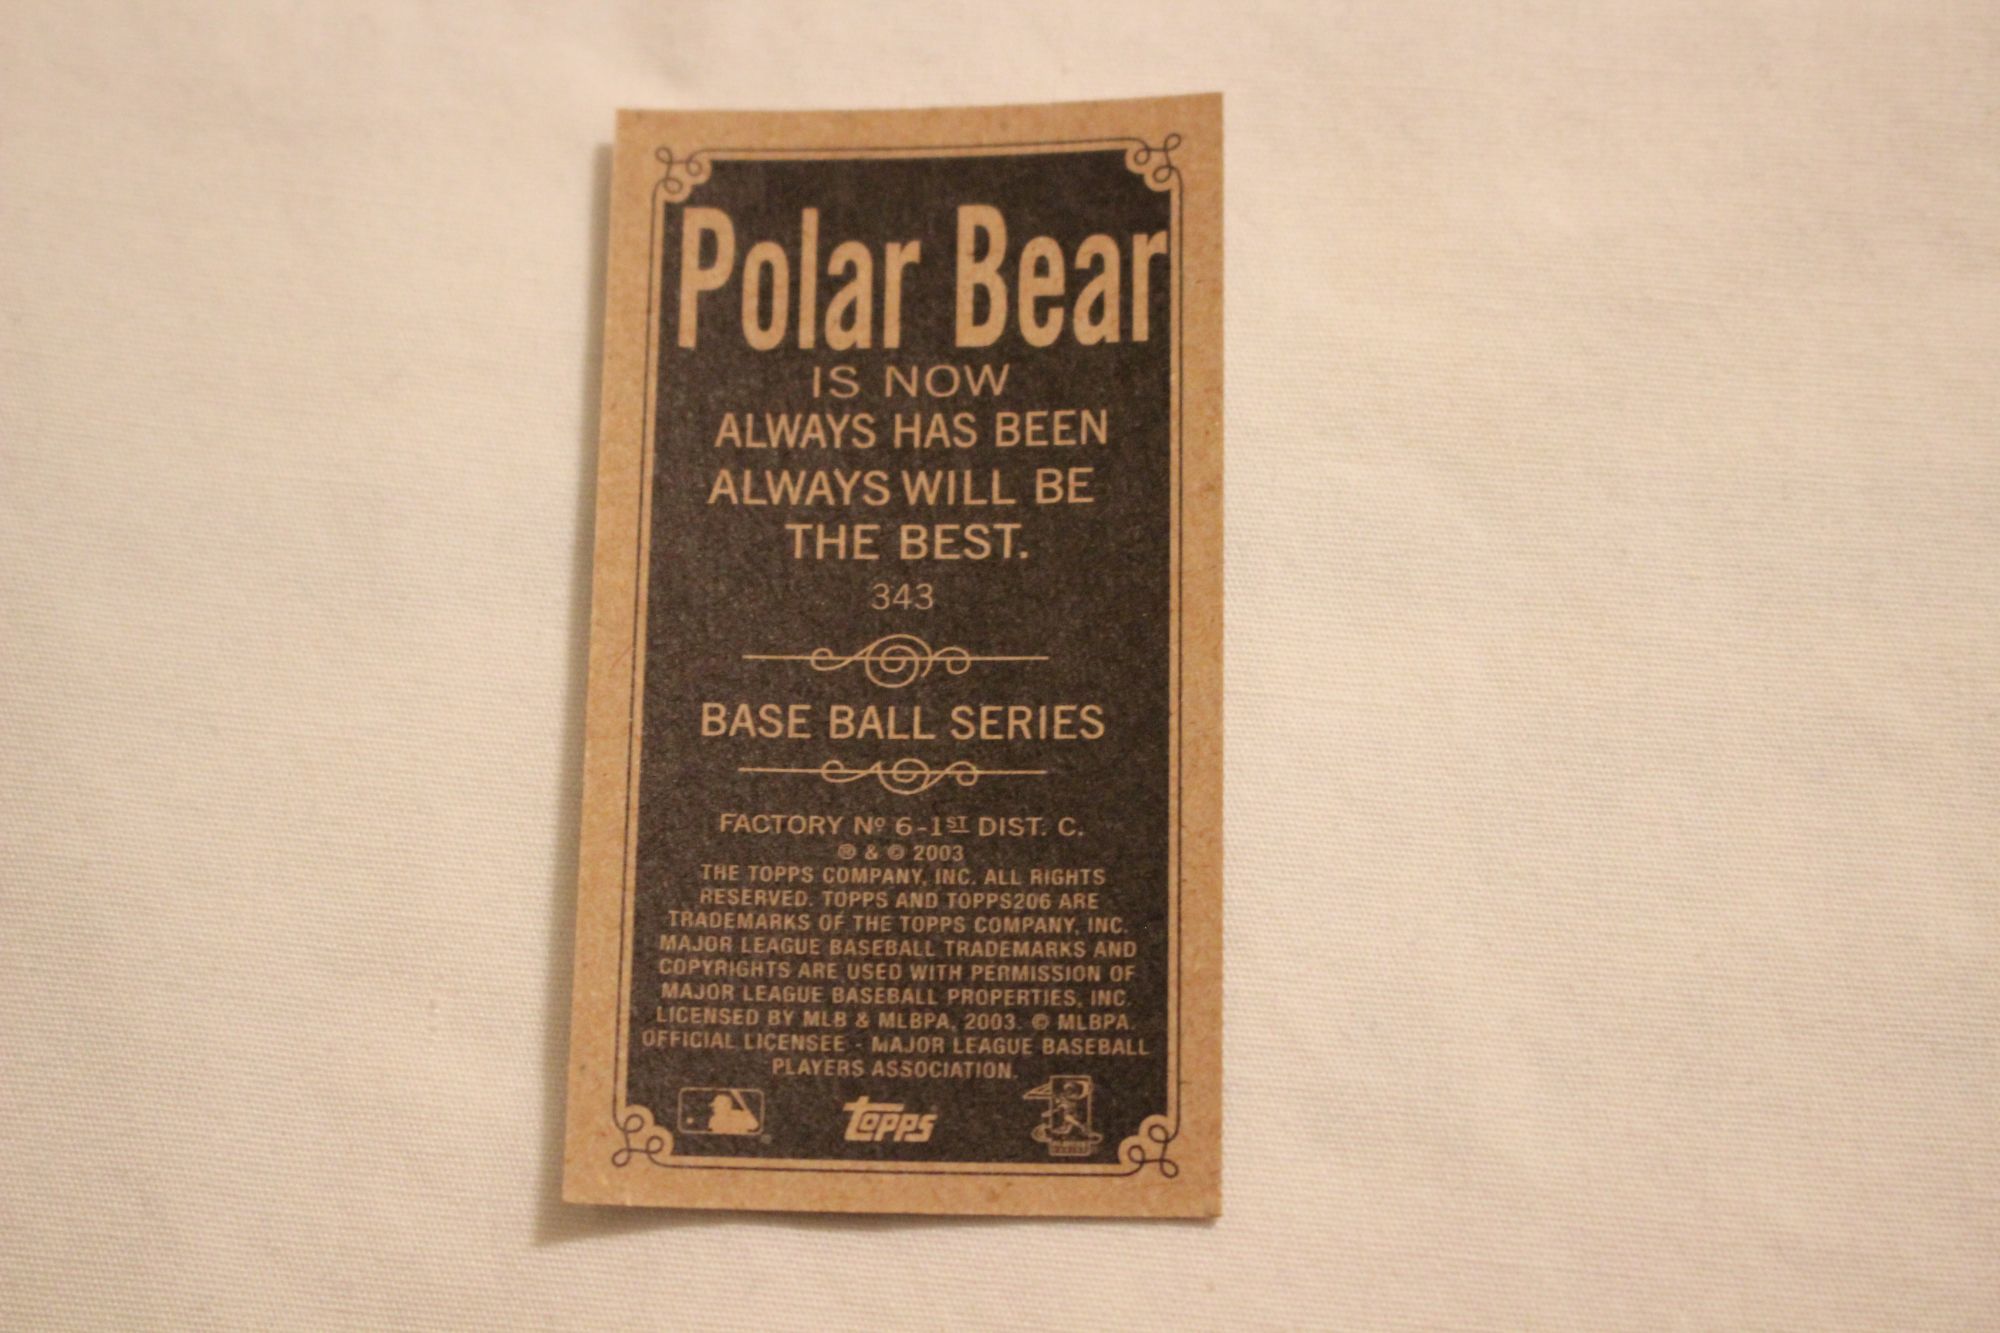 Polar Bear
IS NOW
ALWAYS HAS BEEN
ALWAYS WILL BE
THE BEST.
343
BASE BALL SERIES
FACTORY Nº 6-1ST DIST. C.
® & © 2003
THE TOPPS COMPANY, INC. ALL RIGHTS
RESERVED. TOPPS AND TOPPS206 ARE
TRADEMARKS OF THE TOPPS COMPANY, INC.
MAJOR LEAGUE BASEBALL TRADEMARKS AND
COPYRIGHTS ARE USED WITH PERMISSION OF
MAJOR LEAGUE BASEBALL PROPERTIES, INC.
LICENSED BY MLB & MLBPA, 2003. © MLBPA.
OFFICIAL LICENSEE - MAJOR LEAGUE BASEBALL
PLAYERS ASSOCIATION.
topps